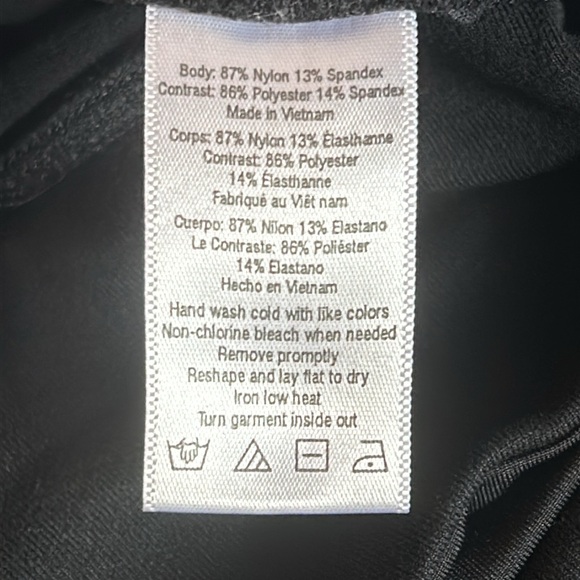 Body: 87% Nylon 13% Spandex
Contrast: 86% Polyester 14% Spandex
Made in Vietnam
Corps: 87% Nylon 13% Élasthanne
Contrast: 86% Polyester
14% Élasthanne
Fabriqué au Viêt nam
Cuerpo: 87% Nilon 13% Elastano
Le Contraste: 86% Poliéster
14% Elastano
Hecho en Vietnam
Hand wash cold with like colors
Non-chlorine bleach when needed
Remove promptly
Reshape and lay flat to dry
Iron low heat
Turn garment inside out